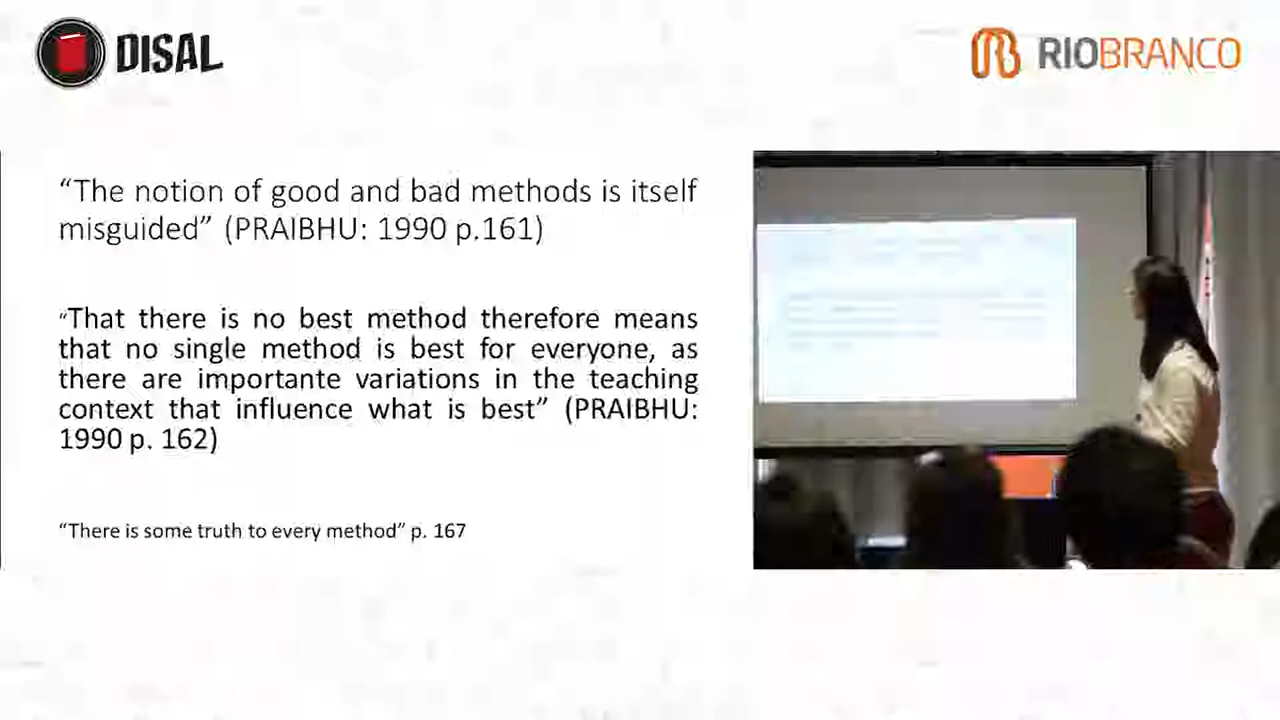 DISAL
RIOBRANCO
“The notion of good and bad methods is itself
misguided” (PRAIBHU: 1990 p.161)
“That there is no best method therefore means
that no single method is best for everyone, as
there are importante variations in the teaching
context that influence what is best” (PRAIBHU:
1990 p. 162)
“There is some truth to every method” p. 167